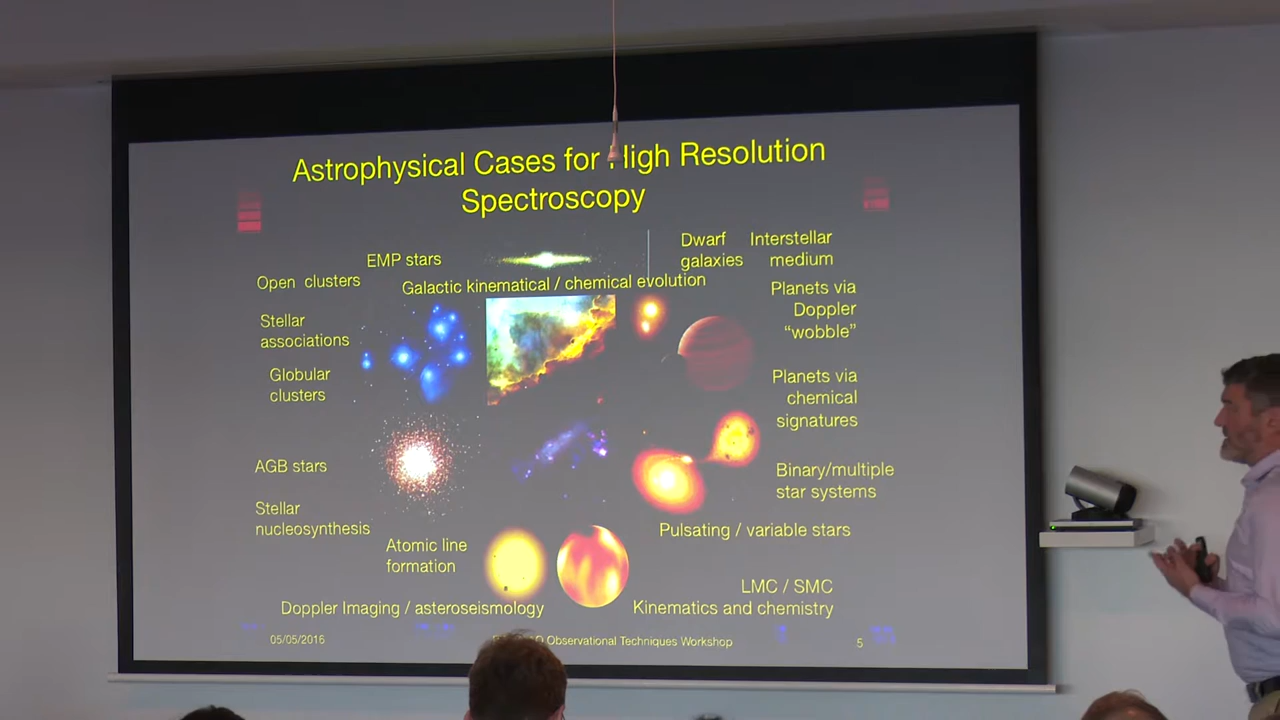 Astrophysical Cases for High Resolution
Spectroscopy
EMP stars
Open clusters
Galactic kinematical / chemical evolution
Dwarf
galaxies
Interstellar
medium
Stellar
associations
Globular
clusters
Planets via
Doppler
“wobble”
Planets via
chemical
signatures
AGB stars
Stellar
nucleosynthesis
Binary/multiple
star systems
Atomic line
formation
Pulsating / variable stars
Doppler Imaging / asteroseismology
LMC / SMC
Kinematics and chemistry
05/05/2016
Observational Techniques Workshop
5